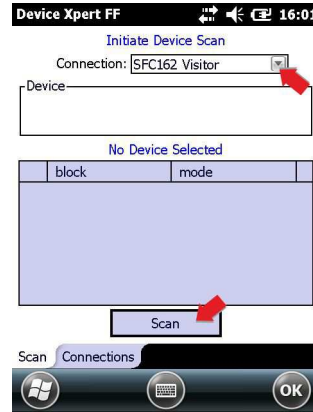 Device Xpert FF 16:01
Initiate Device Scan
Connection: SFC162 Visitor
Device
No Device Selected
block mode
Scan
Scan Connections
OK